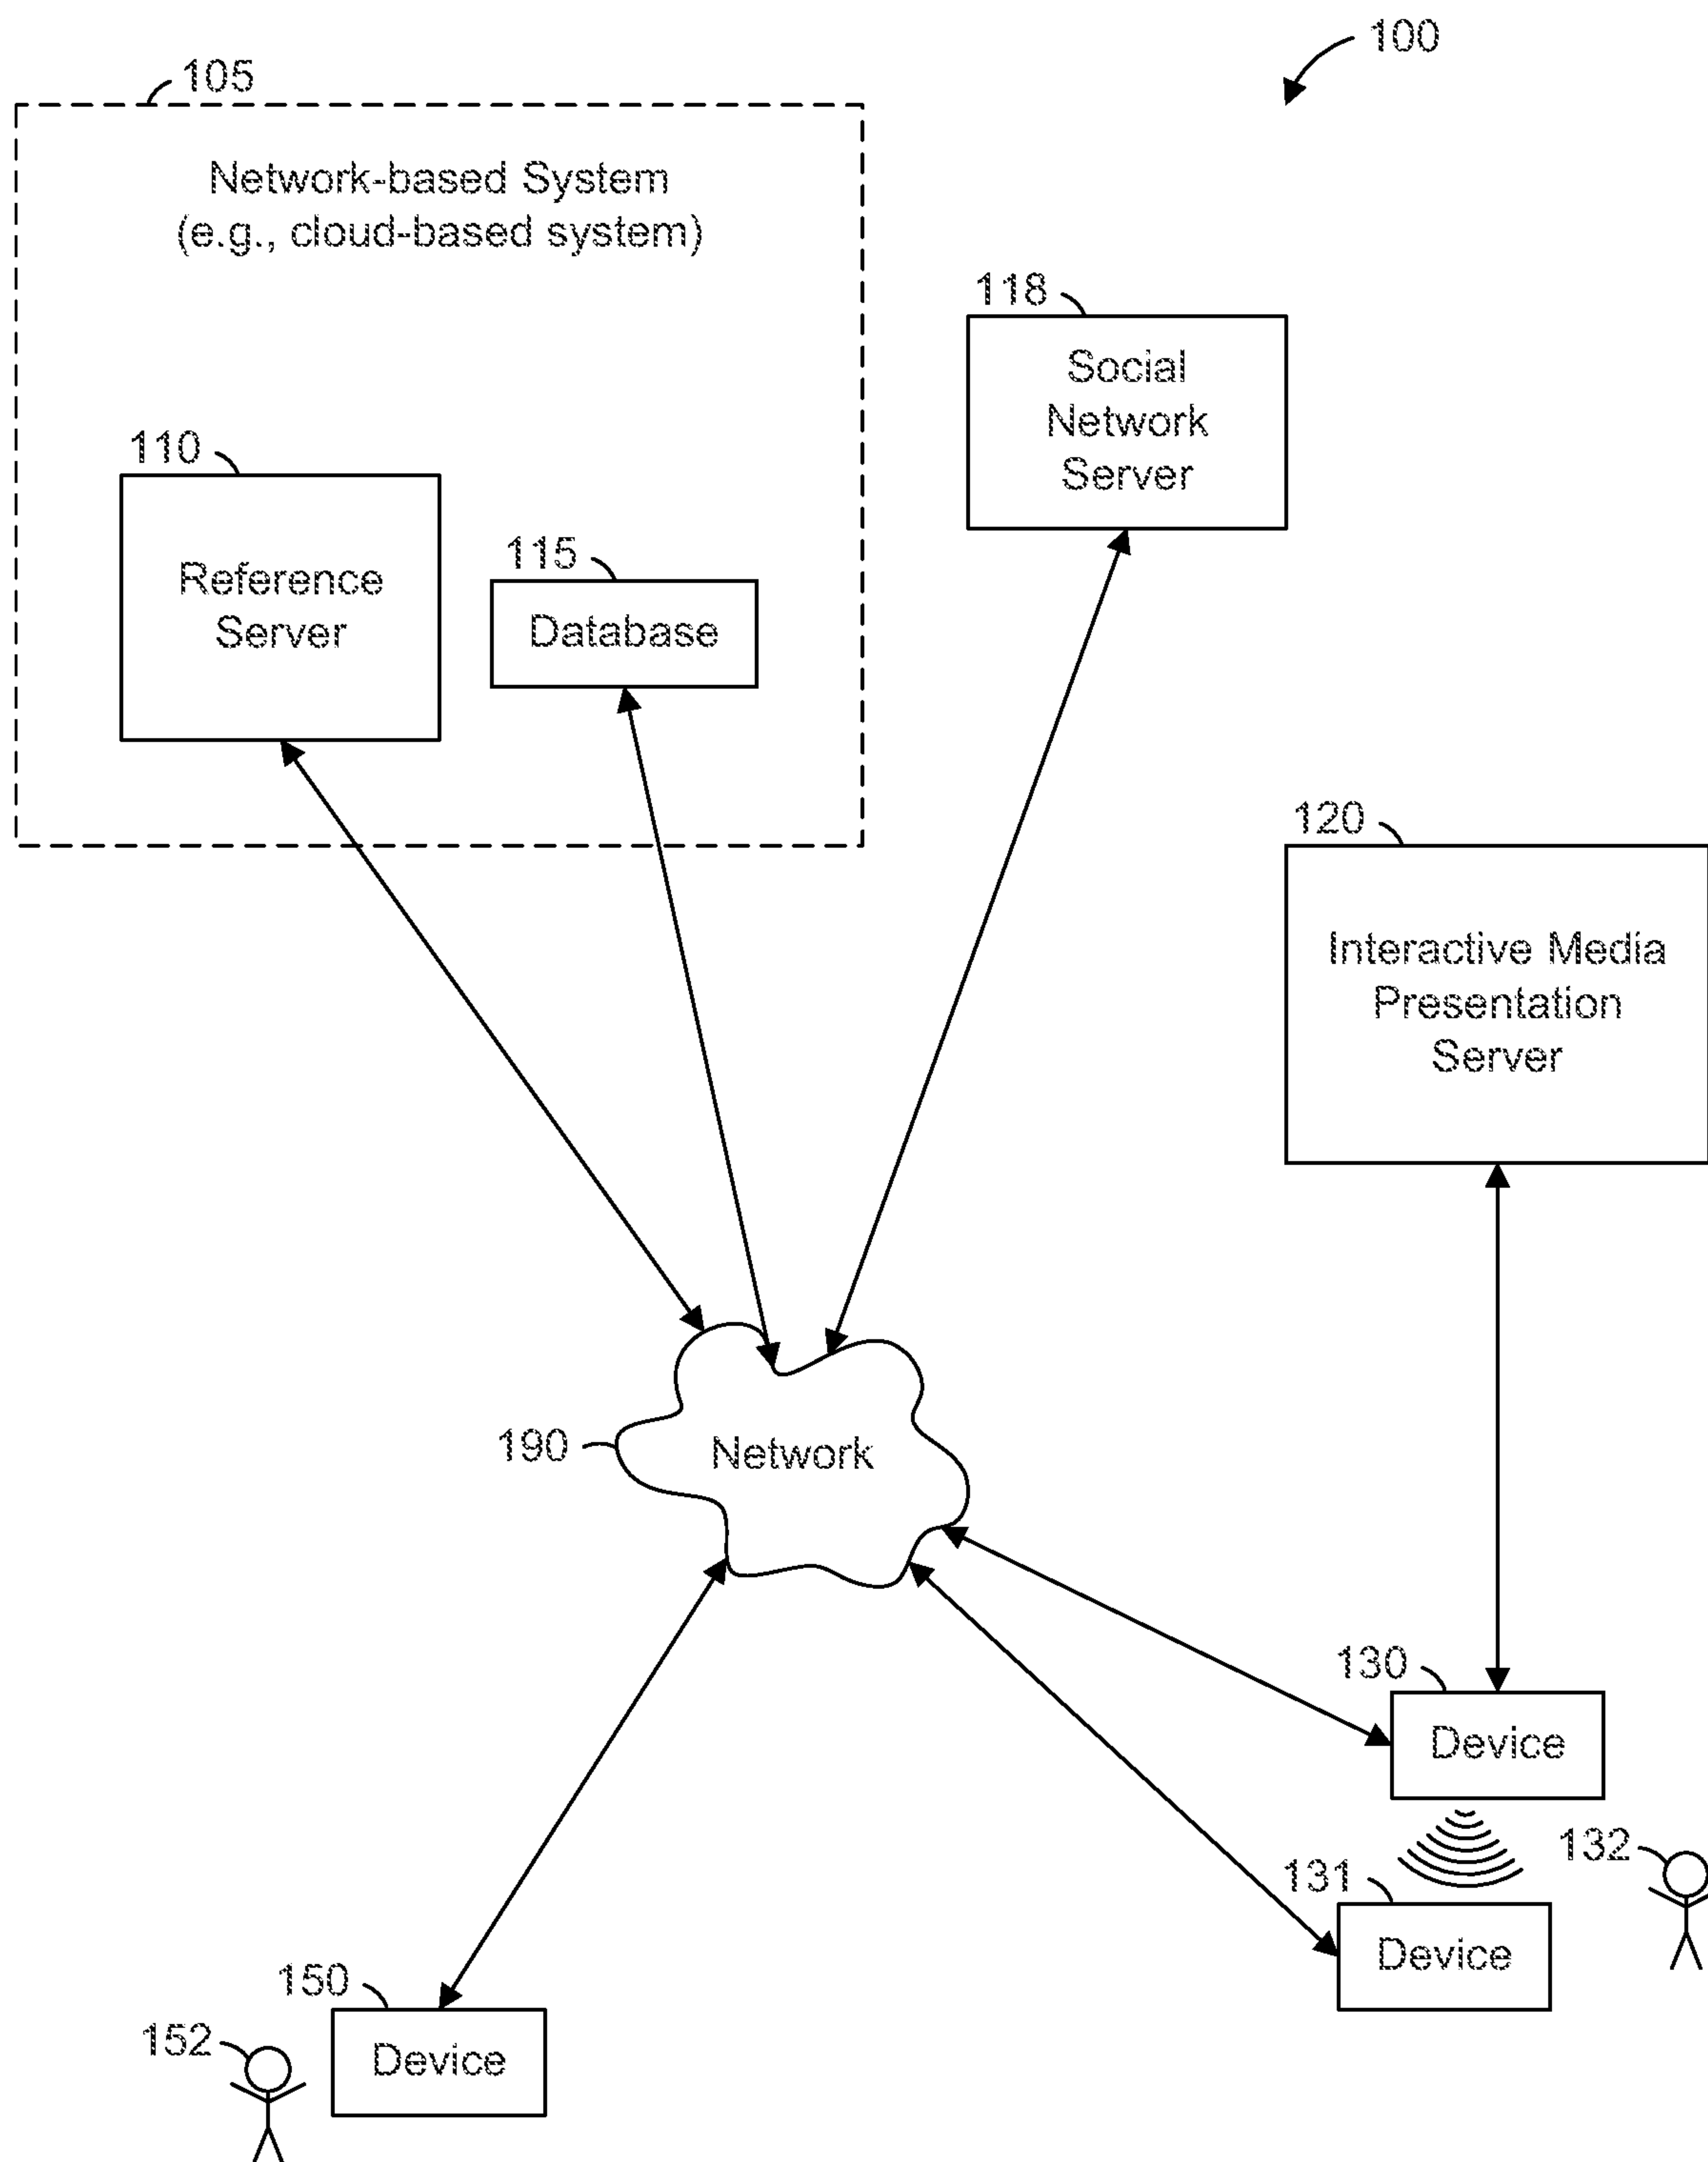 100
105
Network-based System
(e.g., cloud-based system)
118
Social
Network
Server
110
Reference
Server
115
Database
120
Interactive Media
Presentation
Server
190
Network
130
Device
132
131
Device
150
Device
152